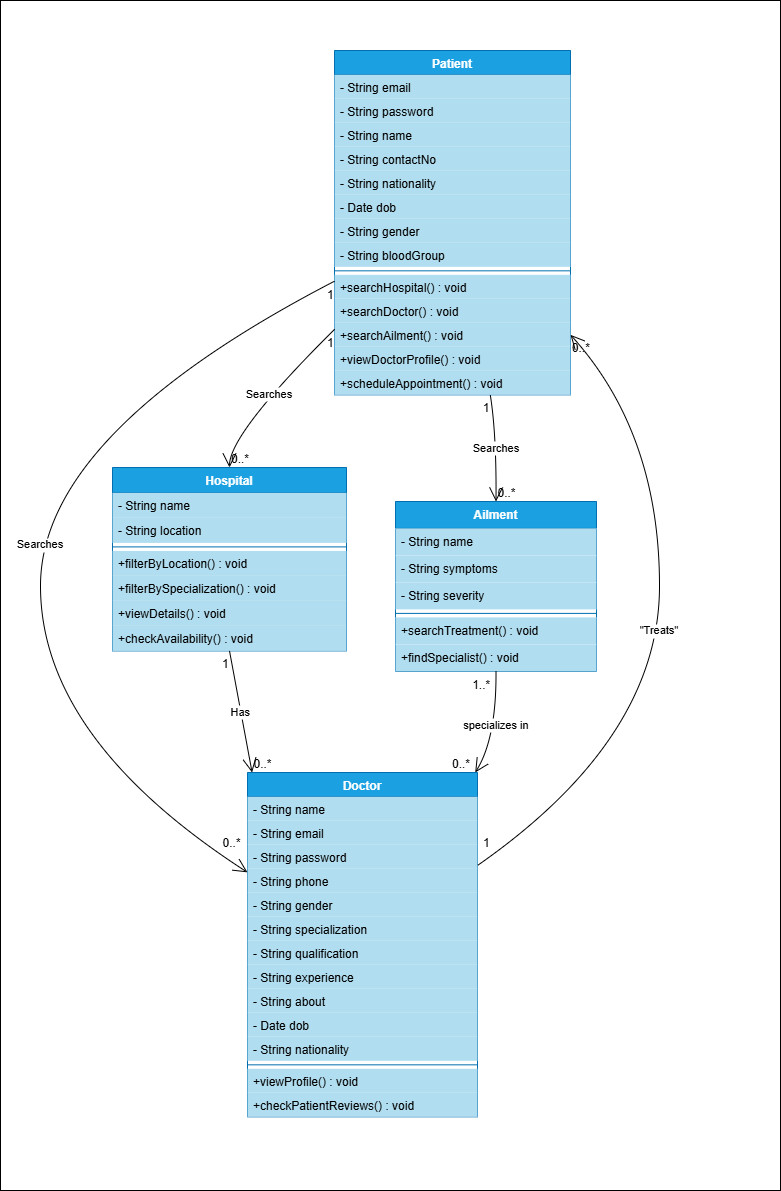 Patient
- String email
- String password
- String name
- String contactNo
- String nationality
- Date dob
- String gender
- String bloodGroup
+searchHospital() : void
+searchDoctor() : void
+searchAilment() : void
+viewDoctorProfile() : void
+scheduleAppointment() : void
1
1
0..*
1
Searches
Searches
0..*
0..*
Hospital
- String name
- String location
+filterByLocation() : void
+filterBySpecialization() : void
+viewDetails() : void
+checkAvailability() : void
Ailment
- String name
- String symptoms
- String severity
+searchTreatment() : void
+findSpecialist() : void
Searches
"Treats"
1
1..*
Has
specializes in
0..*
0..*
0..*
1
Doctor
- String name
- String email
- String password
- String phone
- String gender
- String specialization
- String qualification
- String experience
- String about
- Date dob
- String nationality
+viewProfile() : void
+checkPatientReviews() : void